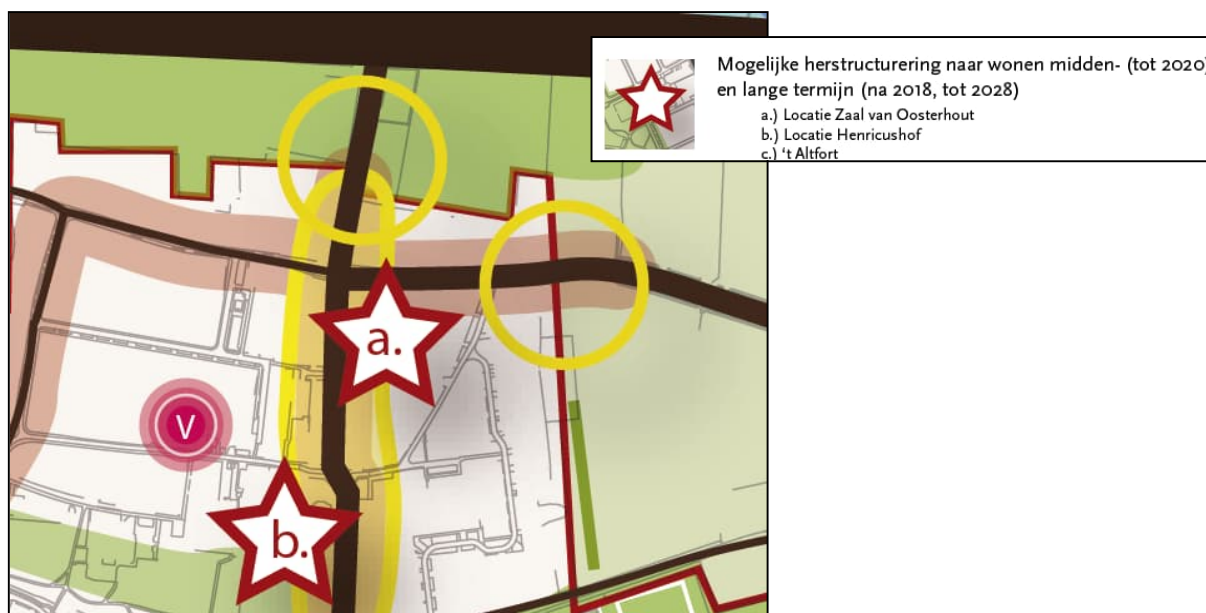 Mogelijke herstructurering naar wonen midden- (tot 2020)
en lange termijn (na 2018, tot 2028)
a.) Locatie Zaal van Oosterhout
b.) Locatie Henricushof
c.) ‘t Altfort
a.
V
b.